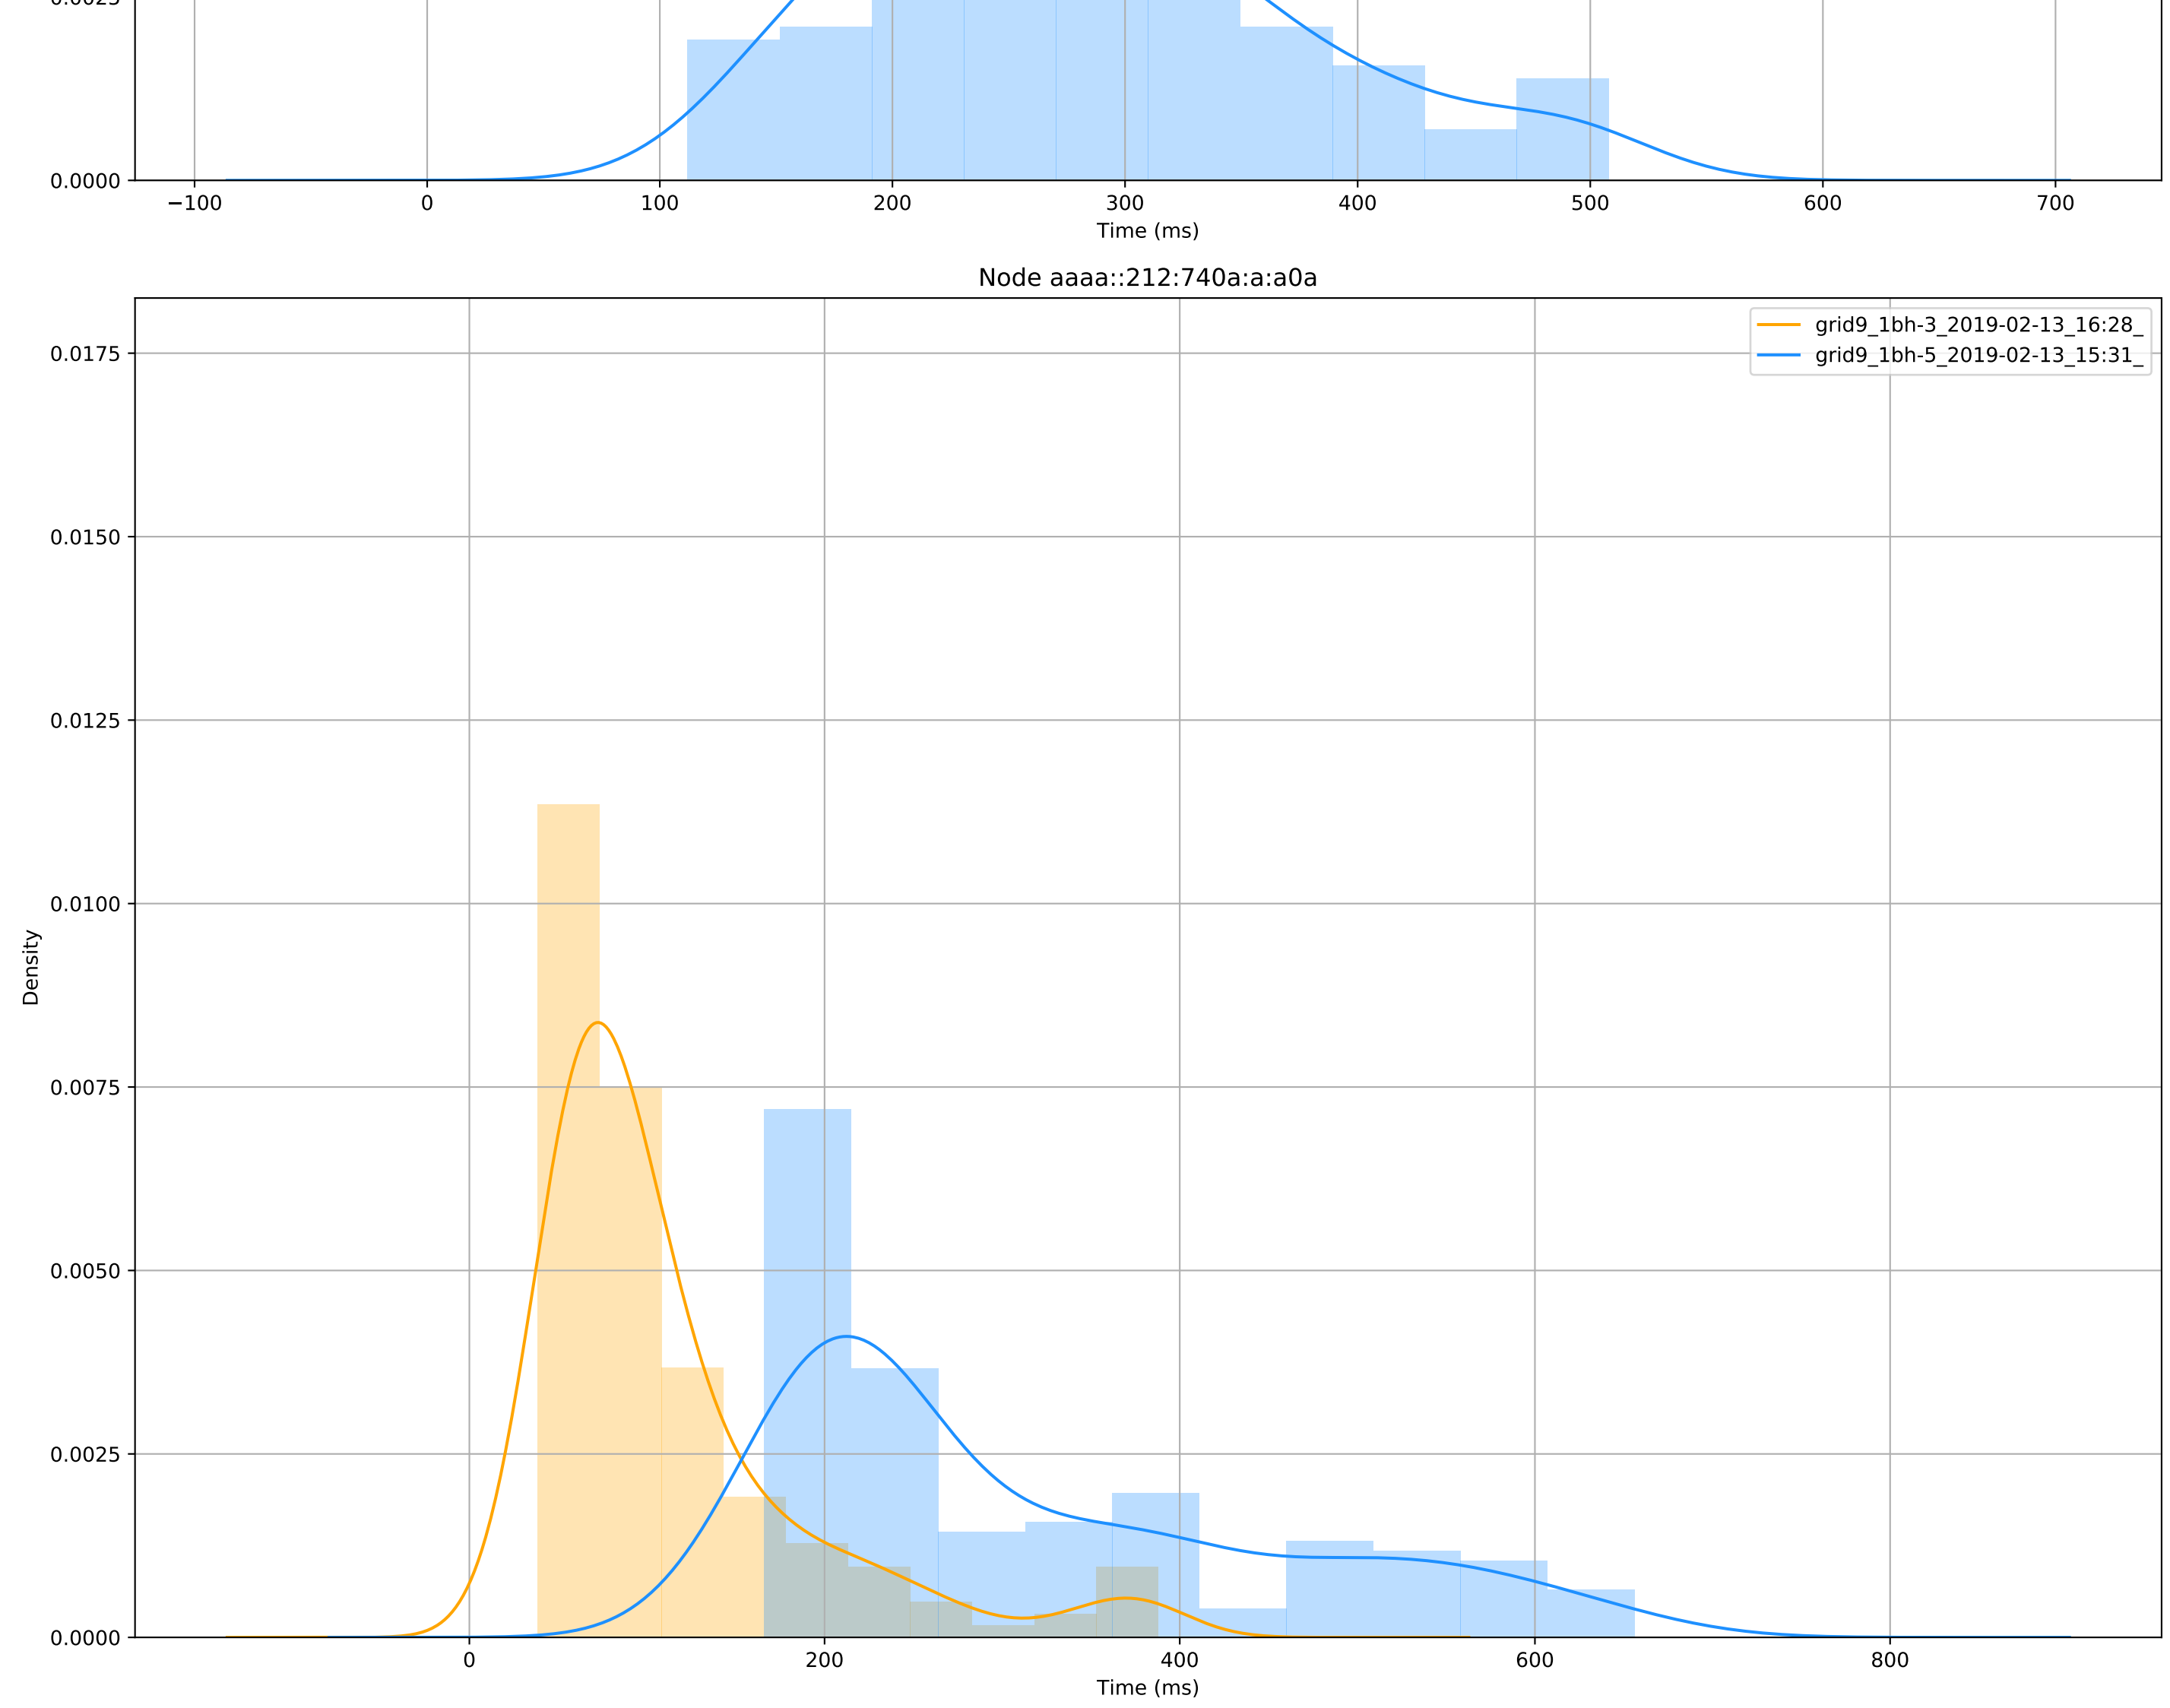 0.0000
−100 0 100 200 300 400 500 600 700
Time (ms)
Node aaaa::212:740a:a:a0a
grid9_1bh-3_2019-02-13_16:28_
grid9_1bh-5_2019-02-13_15:31_
0.0175
0.0150
0.0125
0.0100
0.0075
0.0050
0.0025
0.0000
Density
0 200 400 600 800
Time (ms)